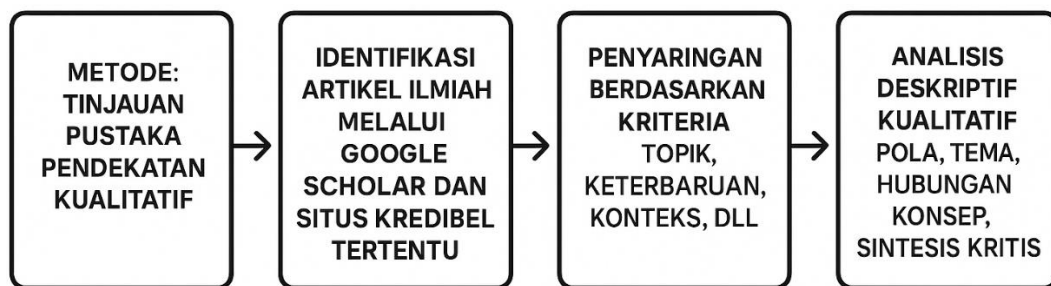 METODE:
TINJAUAN
PUSTAKA
PENDEKATAN
KUALITATIF
IDENTIFIKASI
ARTIKEL ILMIAH
MELALUI
GOOGLE
SCHOLAR DAN
SITUS KREDIBEL
TERTENTU
PENYARINGAN
BERDASARKAN
KRITERIA
TOPIK,
KETERBARUAN,
KONTEKS, DLL
ANALISIS
DESKRIPTIF
KUALITATIF
POLA, TEMA,
HUBUNGAN
KONSEP,
SINTESIS KRITIS